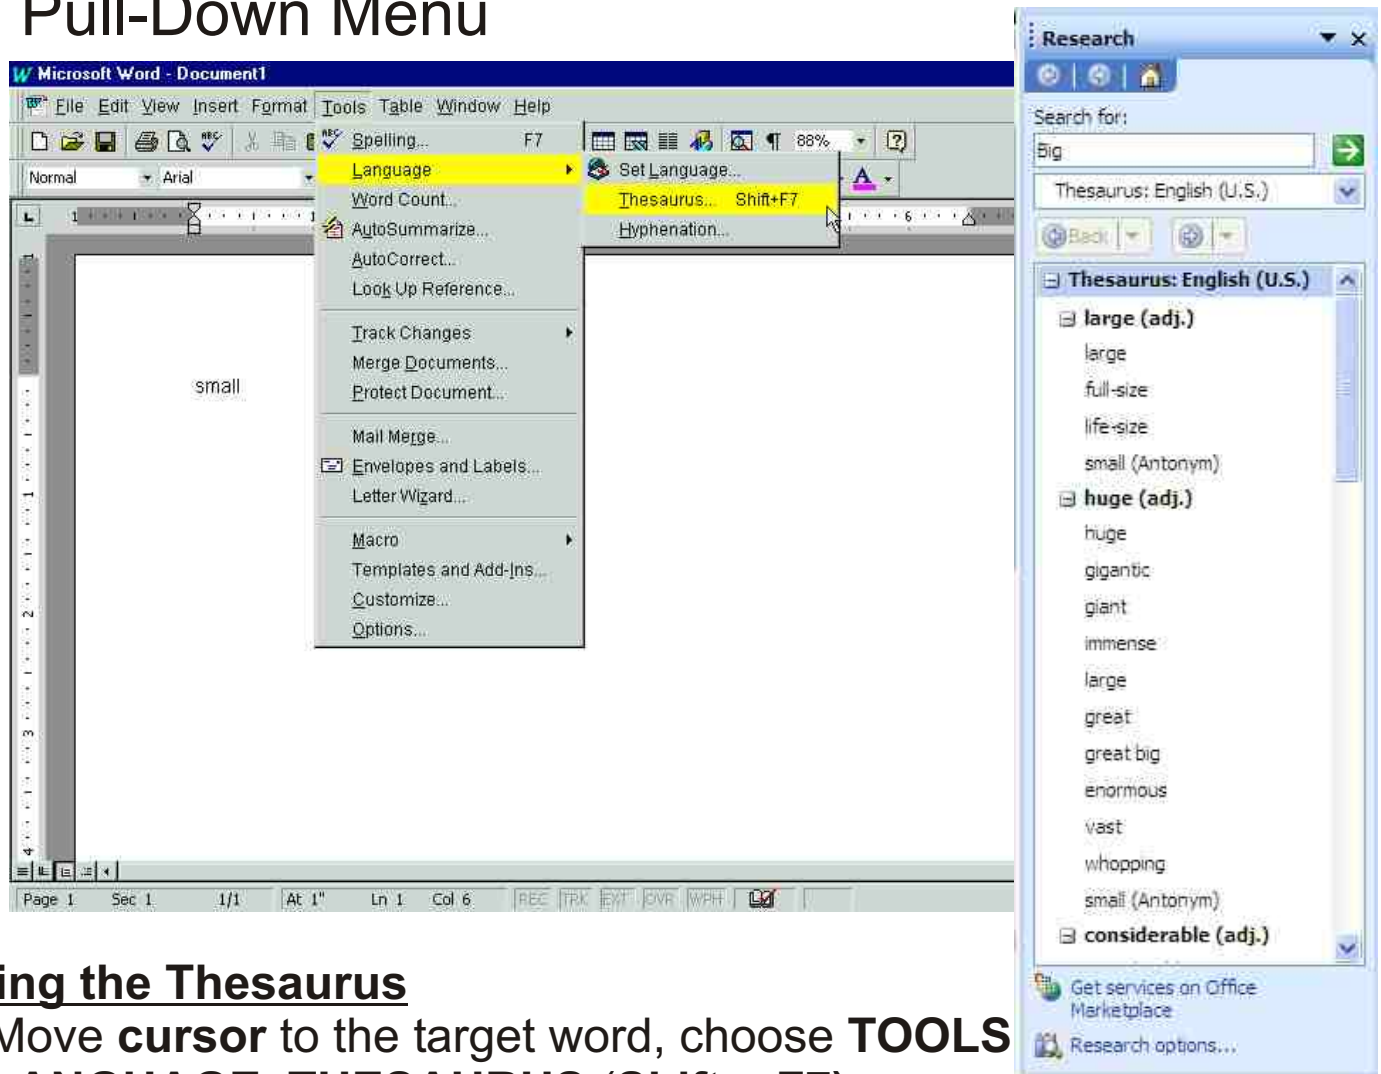 Pull-Down Menu
Microsoft Word - Document1
File Edit View Insert Format Tools Table Window Help
88%
Normal Arial
Spelling... F7
Language
Word Count...
AutoSummarize...
AutoCorrect...
Look Up Reference...
Track Changes
Merge Documents...
Protect Document...
Mail Merge...
Envelopes and Labels...
Letter Wizard...
Macro
Templates and Add-Ins...
Customize...
Options...
Set Language...
Thesaurus... Shift+F7
Hyphenation...
small
Page 1 Sec 1 1/1 At 1" Ln 1 Col 6 REC TRK EXT OVR WPH
Research
Search for:
Big
Thesaurus: English (U.S.)
Back
Thesaurus: English (U.S.)
large (adj.)
large
full-size
life-size
small (Antonym)
huge (adj.)
huge
gigantic
giant
immense
large
great
great big
enormous
vast
whopping
small (Antonym)
considerable (adj.)
Get services on Office
Marketplace
Research options...
ing the Thesaurus
Move cursor to the target word, choose TOOLS